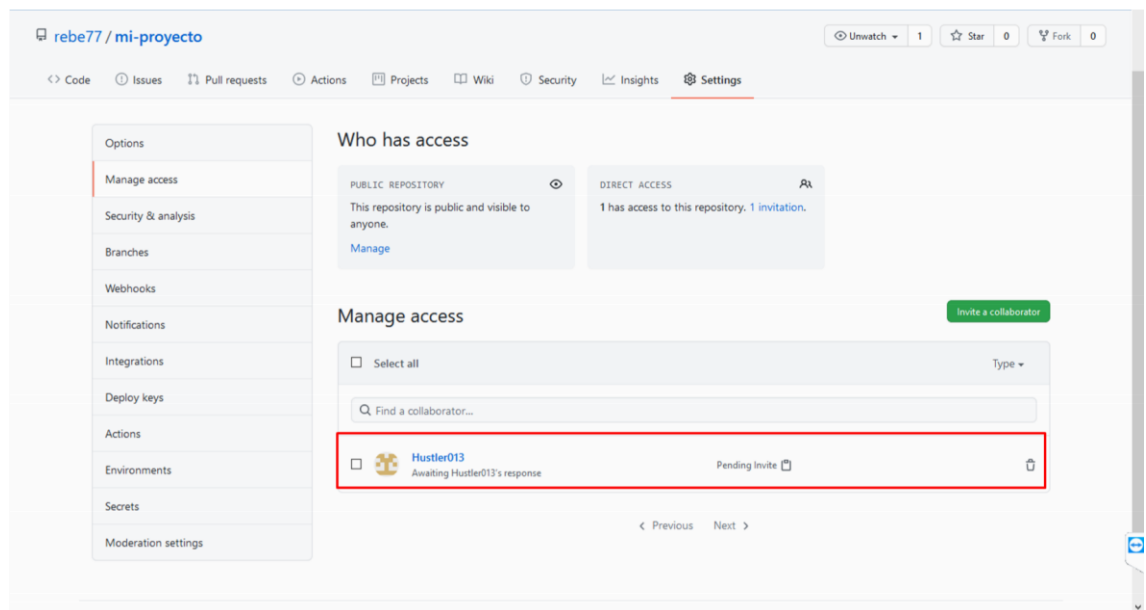 rebe77 / mi-proyecto
Unwatch 1 Star 0 Fork 0
Code Issues Pull requests Actions Projects Wiki Security Insights Settings
Options
Manage access
Security & analysis
Branches
Webhooks
Notifications
Integrations
Deploy keys
Actions
Environments
Secrets
Moderation settings
Who has access
PUBLIC REPOSITORY
This repository is public and visible to
anyone.
Manage
DIRECT ACCESS
1 has access to this repository. 1 invitation.
Manage access
Invite a collaborator
Select all
Type
Find a collaborator...
Hustler013
Awaiting Hustler013's response
Pending Invite
Previous Next